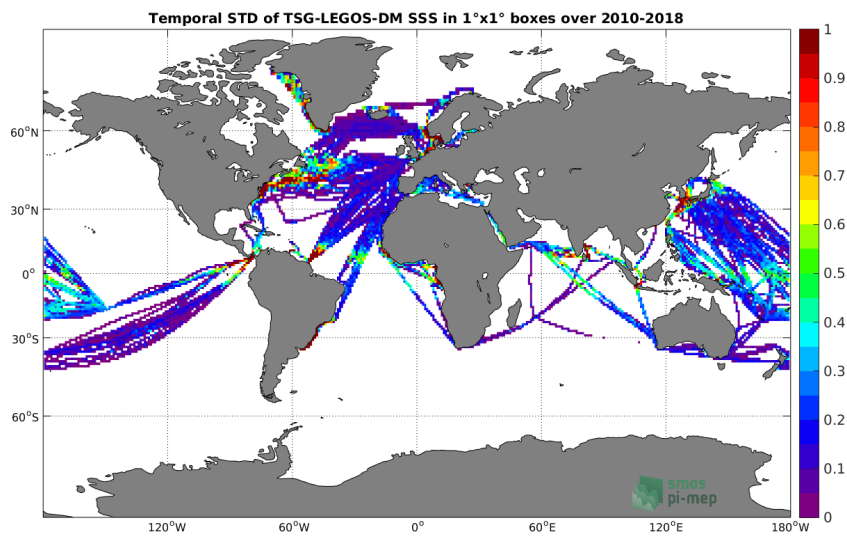 Temporal STD of TSG-LEGOS-DM SSS in 1°x1° boxes over 2010-2018
60°N
30°N
0°
30°S
60°S
120°W
60°W
0°
60°E
120°E
180°W
1
0.9
0.8
0.7
0.6
0.5
0.4
0.3
0.2
0.1
0
smos
pi-mep